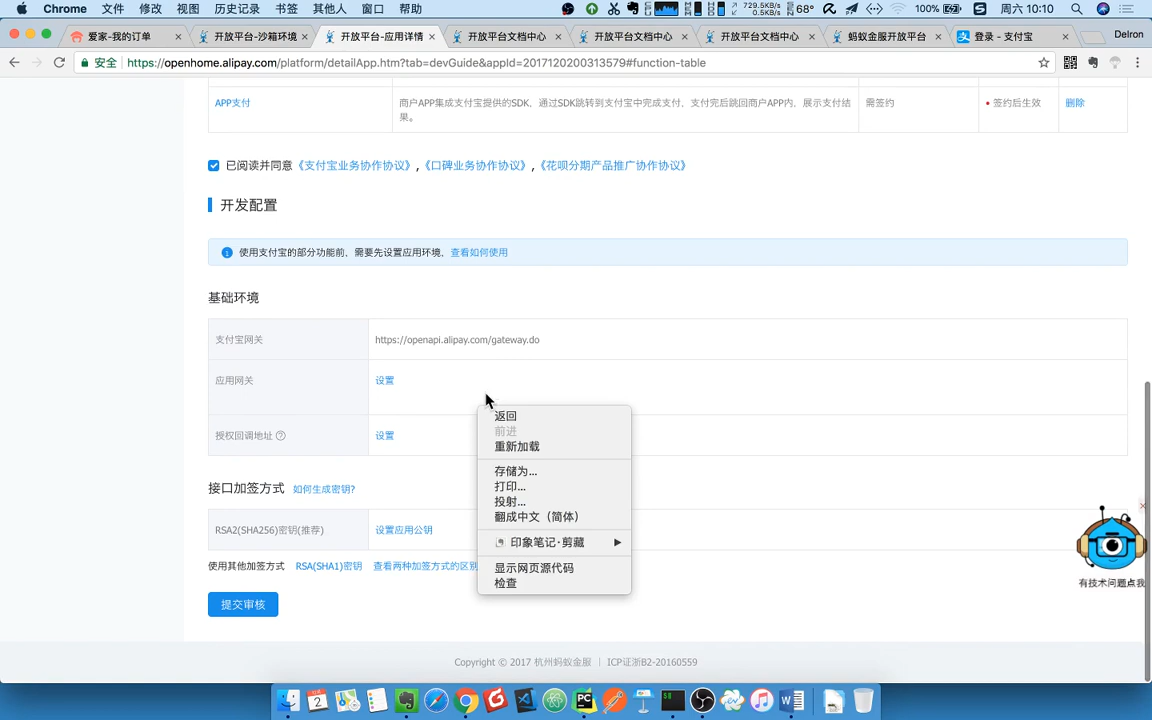 Chrome 文件 修改 视图 历史记录 书签 其他人 窗口 帮助 729.5KB/s 0.5KB/s 68° 100% 周六 10:10
爱家-我的订单 开放平台-沙箱环境 开放平台-应用详情 开放平台文档中心 开放平台文档中心 开放平台文档中心 蚂蚁金服开放平台 登录 - 支付宝 Delron
安全 https://openhome.alipay.com/platform/detailApp.htm?tab=devGuide&appId=2017120200313579#function-table
APP支付 商户APP集成支付宝提供的SDK，通过SDK跳转到支付宝中完成支付，支付完后跳回商户APP内，展示支付结 需签约 签约后生效 删除
果。
已阅读并同意《支付宝业务协作协议》,《口碑业务协作协议》,《花呗分期产品推广协作协议》
开发配置
使用支付宝的部分功能前，需要先设置应用环境，查看如何使用
基础环境
支付宝网关 https://openapi.alipay.com/gateway.do
应用网关 设置
授权回调地址 设置
返回
前进
重新加载
存储为...
打印...
投射...
翻成中文（简体）
印象笔记·剪藏
显示网页源代码
检查
接口加签方式 如何生成密钥?
RSA2(SHA256)密钥(推荐) 设置应用公钥
使用其他加签方式 RSA(SHA1)密钥 查看两种加签方式的区别
有技术问题点我
提交审核
Copyright © 2017 杭州蚂蚁金服 | ICP证浙B2-20160559